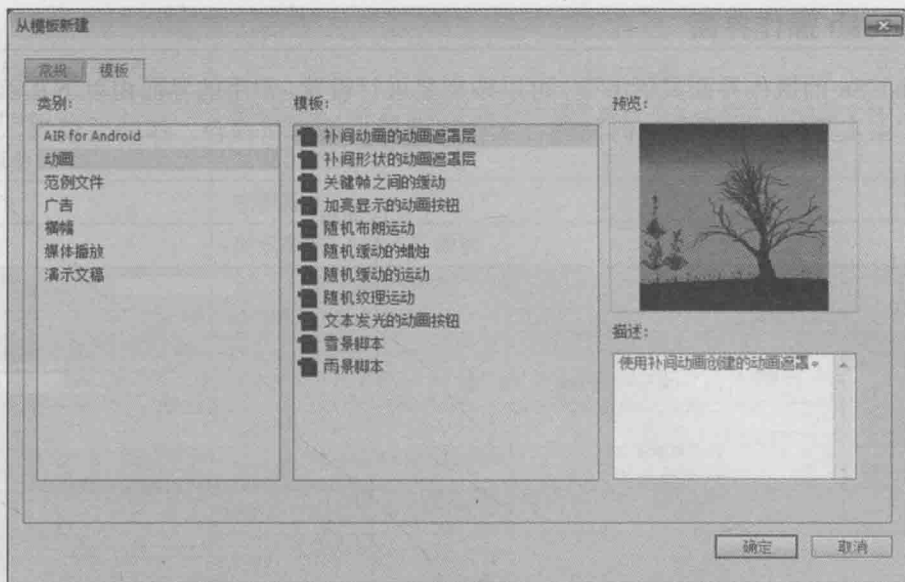 从模板新建
常规 模板
类别:
AIR for Android
动画
范例文件
广告
横幅
媒体播放
演示文稿
模板:
补间动画的动画遮罩层
补间形状的动画遮罩层
关键帧之间的缓动
加亮显示的动画按钮
随机布朗运动
随机缓动的蜡烛
随机缓动的运动
随机纹理运动
文本发光的动画按钮
雪景脚本
雨景脚本
预览:
描述:
使用补间动画创建的动画遮罩。
确定 取消